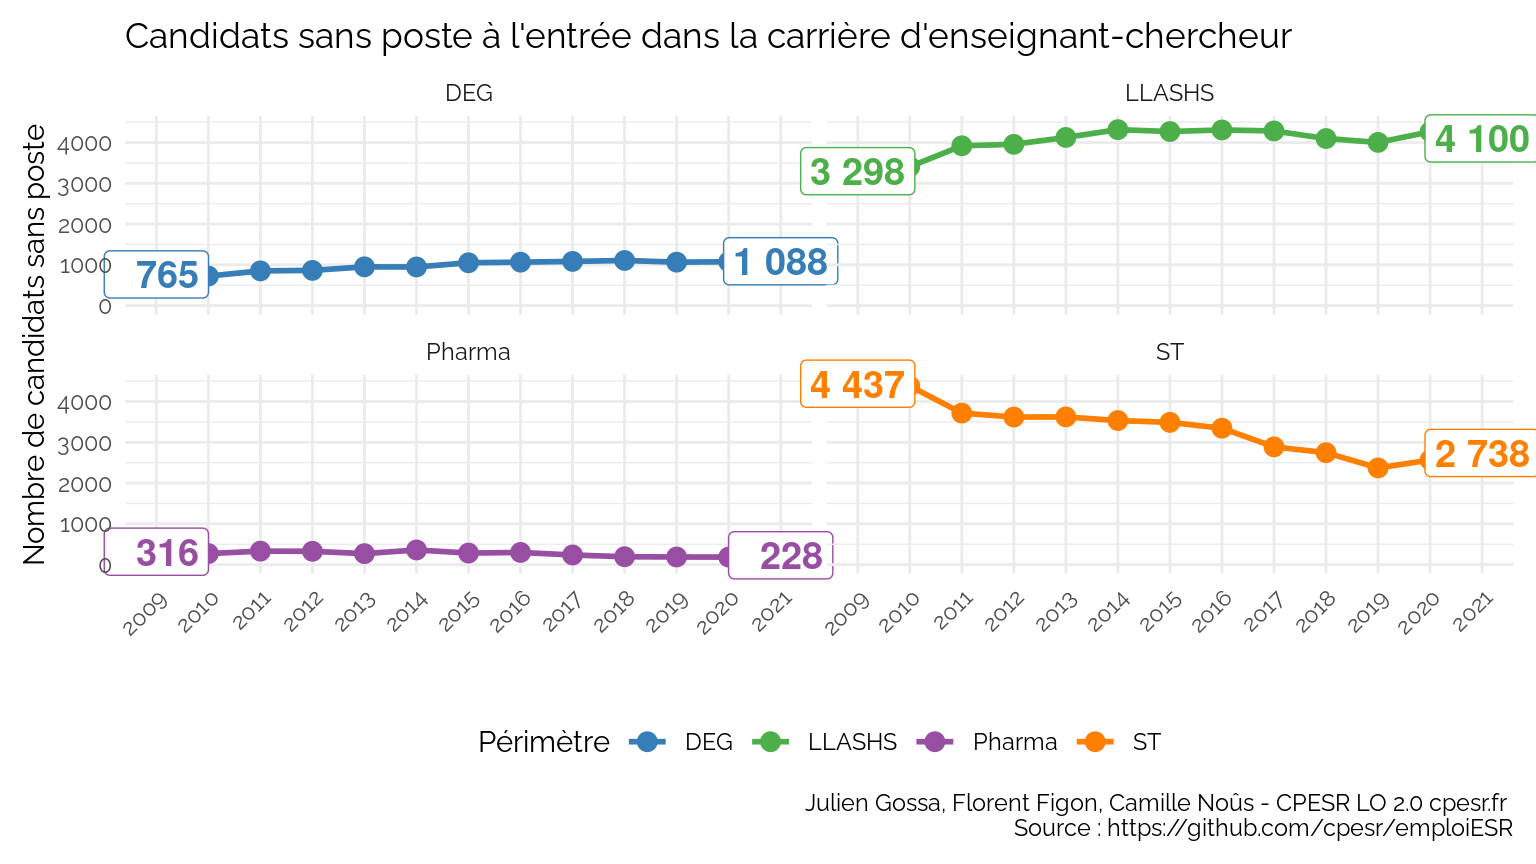 Candidats sans poste à l'entrée dans la carrière d'enseignant-chercheur
Nombre de candidats sans poste
DEG
4000
3000
2000
1000
0
765
1 088
LLASHS
3 298
4 100
Pharma
4000
3000
2000
1000
0
316
228
2009 2010 2011 2012 2013 2014 2015 2016 2017 2018 2019 2020 2021
ST
4 437
2 738
2009 2010 2011 2012 2013 2014 2015 2016 2017 2018 2019 2020 2021
Périmètre DEG LLASHS Pharma ST
Julien Gossa, Florent Figon, Camille Noûs - CPESR LO 2.0 cpesr.fr
Source : https://github.com/cpesr/emploiESR